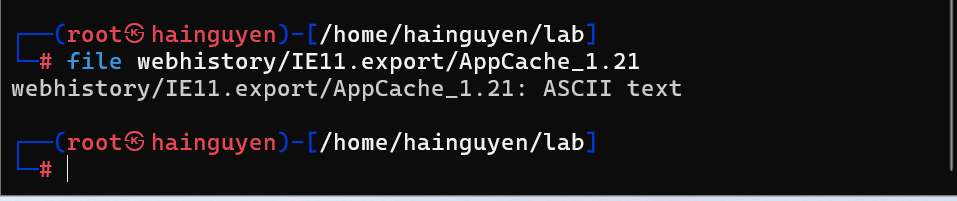 ┌──(root㉿hainguyen)-[/home/hainguyen/lab]
└─# file webhistory/IE11.export/AppCache_1.21
webhistory/IE11.export/AppCache_1.21: ASCII text
┌──(root㉿hainguyen)-[/home/hainguyen/lab]
└─#